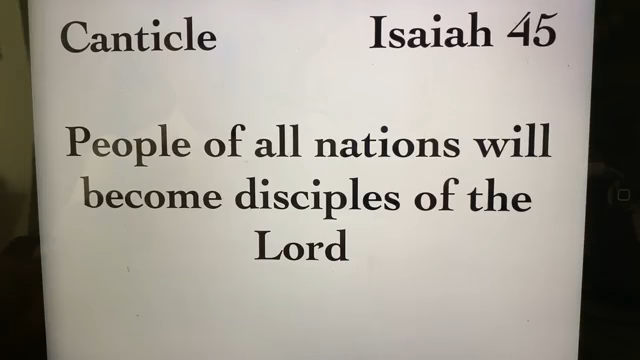 Canticle Isaiah 45
People of all nations will
become disciples of the
Lord